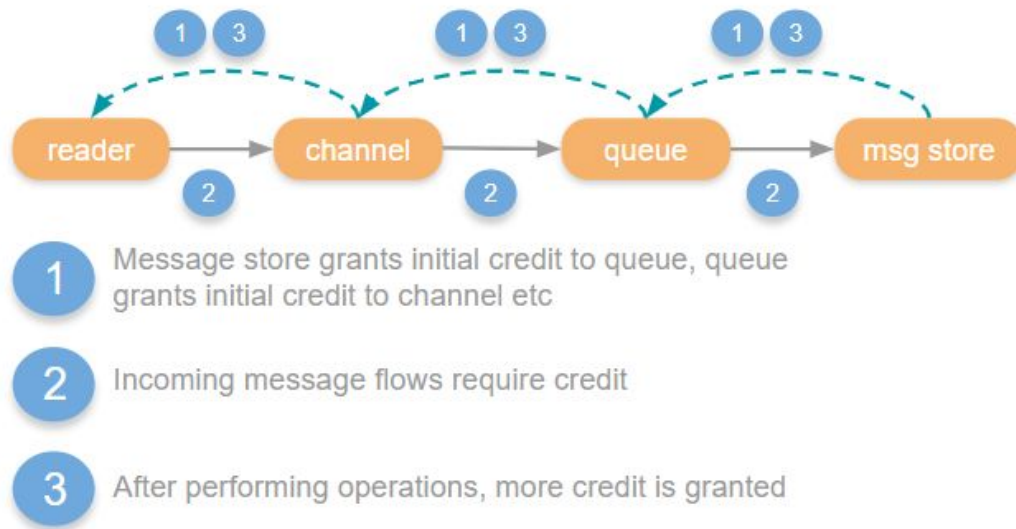 1 3 1 3 1 3
reader channel queue msg store
2 2 2
1 Message store grants initial credit to queue, queue
grants initial credit to channel etc
2 Incoming message flows require credit
3 After performing operations, more credit is granted